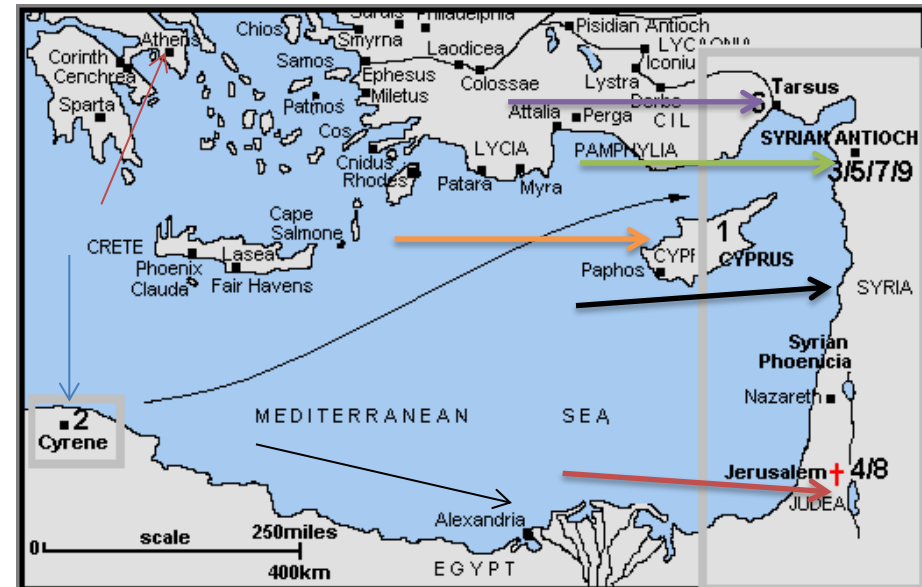 Chios
Philadelphia
Smyrna
Pisidian Antioch
Athens
Corinth
Cenchrea
Sparta
Samos
Laodicea
Ephesus
Miletus
Colossae
Patmos
Cos
Cnidus
Rhodes
LYCAONIA
Iconiu
Lystra
Derbe
Tarsus
Attalia
Perga
CIL
SYRIAN ANTIOCH
3/5/7/9
LYCIA
PAMPHYLIA
Patara
Myra
Cape
Salmone
CRETE
Lasea
Phoenix
Clauda
Fair Havens
1
CYPRUS
Paphos
SYRIA
Syrian
Phoenicia
Nazareth
2
Cyrene
MEDITERRANEAN SEA
Jerusalem
4/8
JUDEA
Alexandria
EGYPT
0
scale
250miles
400km